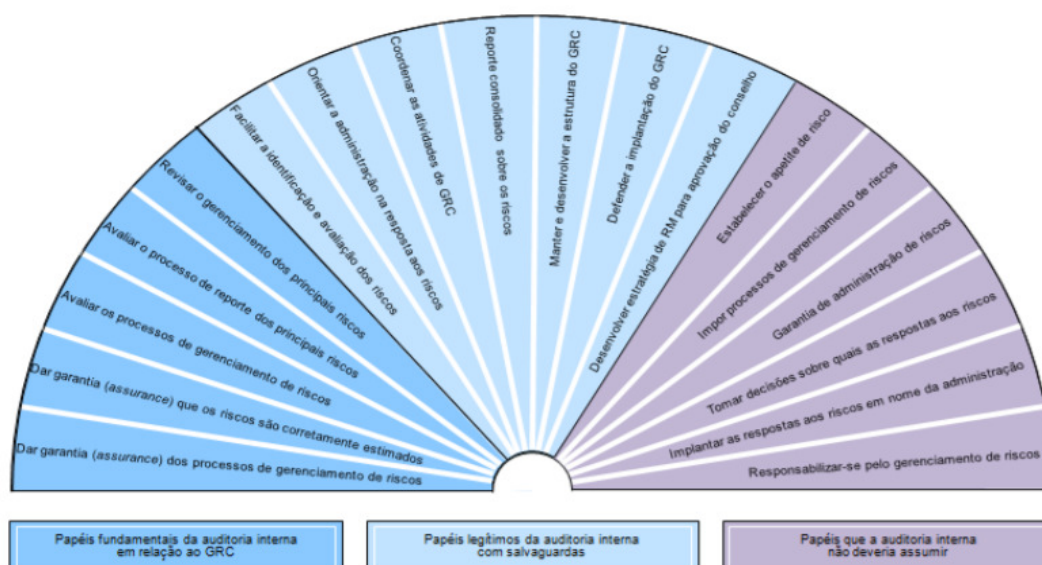 Dar garantia (assurance) dos processos de gerenciamento de riscos
Dar garantia (assurance) que os riscos são corretamente estimados
Avaliar os processos de gerenciamento de riscos
Avaliar o processo de reporte dos principais riscos
Revisar o gerenciamento dos principais riscos
Facilitar a identificação e avaliação dos riscos
Orientar a administração na resposta aos riscos
Coordenar as atividades de GRC
Reporte consolidado sobre os riscos
Manter e desenvolver a estrutura do GRC
Defender a implantação do GRC
Desenvolver estratégia de RM para aprovação do conselho
Estabelecer o apetite de risco
Impor processos de gerenciamento de riscos
Garantia de administração de riscos
Tomar decisões sobre quais as respostas aos riscos
Implantar as respostas aos riscos em nome da administração
Responsabilizar-se pelo gerenciamento de riscos
Papéis fundamentais da auditoria interna
em relação ao GRC
Papéis legítimos da auditoria interna
com salvaguardas
Papéis que a auditoria interna
não deveria assumir